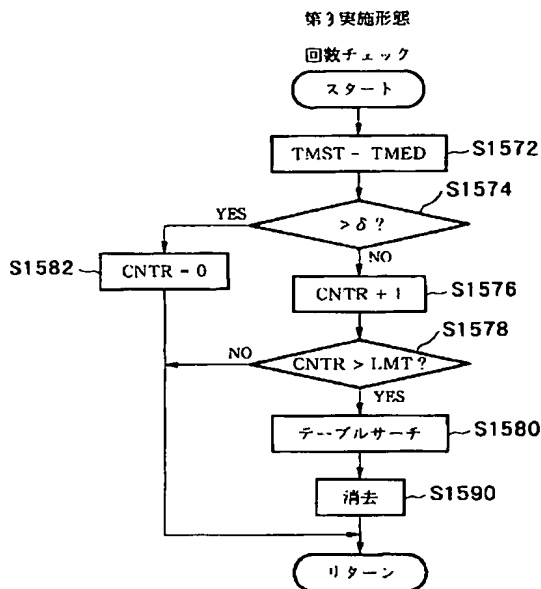 第3実施形態
回数チェック
スタート
TMST - TMED
S1572
S1574
YES
> δ ?
S1582
CNTR - 0
NO
CNTR + 1
S1576
S1578
NO
CNTR > LMT ?
YES
テーブルサーチ
S1580
消去
S1590
リターン